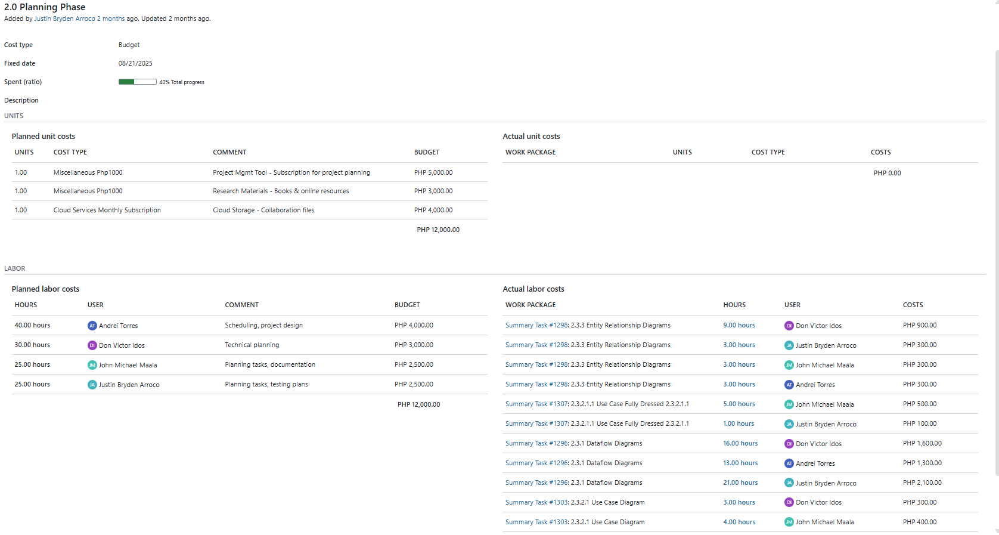 2.0 Planning Phase
Added by Justin Bryden Arroco 2 months ago. Updated 2 months ago.
Cost type Budget
Fixed date 08/21/2025
Spent (ratio) 40% Total progress
Description
UNITS
Planned unit costs
UNITS COST TYPE COMMENT BUDGET
1.00 Miscellaneous Php1000 Project Mgmt Tool - Subscription for project planning PHP 5,000.00
1.00 Miscellaneous Php1000 Research Materials - Books & online resources PHP 3,000.00
1.00 Cloud Services Monthly Subscription Cloud Storage - Collaboration files PHP 4,000.00
PHP 12,000.00
Actual unit costs
WORK PACKAGE UNITS COST TYPE COSTS
PHP 0.00
LABOR
Planned labor costs
HOURS USER COMMENT BUDGET
40.00 hours AT Andrei Torres Scheduling, project design PHP 4,000.00
30.00 hours DI Don Victor Idos Technical planning PHP 3,000.00
25.00 hours JM John Michael Maala Planning tasks, documentation PHP 2,500.00
25.00 hours JA Justin Bryden Arroco Planning tasks, testing plans PHP 2,500.00
PHP 12,000.00
Actual labor costs
WORK PACKAGE HOURS USER COSTS
Summary Task #1298: 2.3.3 Entity Relationship Diagrams 9.00 hours DI Don Victor Idos PHP 900.00
Summary Task #1298: 2.3.3 Entity Relationship Diagrams 3.00 hours JA Justin Bryden Arroco PHP 300.00
Summary Task #1298: 2.3.3 Entity Relationship Diagrams 3.00 hours JM John Michael Maala PHP 300.00
Summary Task #1298: 2.3.3 Entity Relationship Diagrams 3.00 hours AT Andrei Torres PHP 300.00
Summary Task #1307: 2.3.2.1.1 Use Case Fully Dressed 2.3.2.1.1 5.00 hours JM John Michael Maala PHP 500.00
Summary Task #1307: 2.3.2.1.1 Use Case Fully Dressed 2.3.2.1.1 1.00 hours JA Justin Bryden Arroco PHP 100.00
Summary Task #1296: 2.3.1 Dataflow Diagrams 16.00 hours DI Don Victor Idos PHP 1,600.00
Summary Task #1296: 2.3.1 Dataflow Diagrams 13.00 hours AT Andrei Torres PHP 1,300.00
Summary Task #1296: 2.3.1 Dataflow Diagrams 21.00 hours JA Justin Bryden Arroco PHP 2,100.00
Summary Task #1303: 2.3.2.1 Use Case Diagram 3.00 hours DI Don Victor Idos PHP 300.00
Summary Task #1303: 2.3.2.1 Use Case Diagram 4.00 hours JM John Michael Maala PHP 400.00